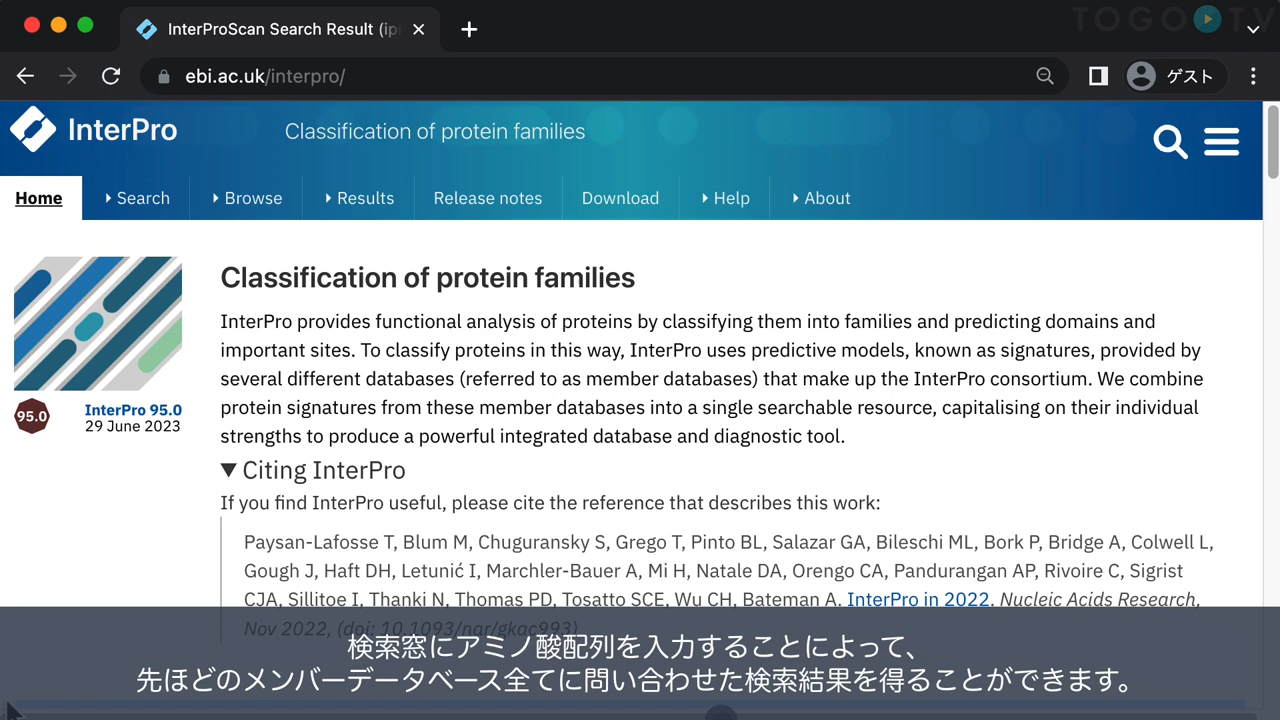 TOGO TV
InterProScan Search Result (ip
ebi.ac.uk/interpro/
ゲスト
InterPro
Classification of protein families
Home
Search
Browse
Results
Release notes
Download
Help
About
Classification of protein families
InterPro provides functional analysis of proteins by classifying them into families and predicting domains and
important sites. To classify proteins in this way, InterPro uses predictive models, known as signatures, provided by
several different databases (referred to as member databases) that make up the InterPro consortium. We combine
protein signatures from these member databases into a single searchable resource, capitalising on their individual
strengths to produce a powerful integrated database and diagnostic tool.
95.0
InterPro 95.0
29 June 2023
Citing InterPro
If you find InterPro useful, please cite the reference that describes this work:
Paysan-Lafosse T, Blum M, Chuguransky S, Grego T, Pinto BL, Salazar GA, Bileschi ML, Bork P, Bridge A, Colwell L,
Gough J, Haft DH, Letunić I, Marchler-Bauer A, Mi H, Natale DA, Orengo CA, Pandurangan AP, Rivoire C, Sigrist
CJA, Sillitoe I, Thanki N, Thomas PD, Tosatto SCE, Wu CH, Bateman A. InterPro in 2022. Nucleic Acids Research,
Nov 2022, (doi: 10.1093/nar/gkac993)
検索窓にアミノ酸配列を入力することによって、
先ほどのメンバーデータベース全てに問い合わせた検索結果を得ることができます。